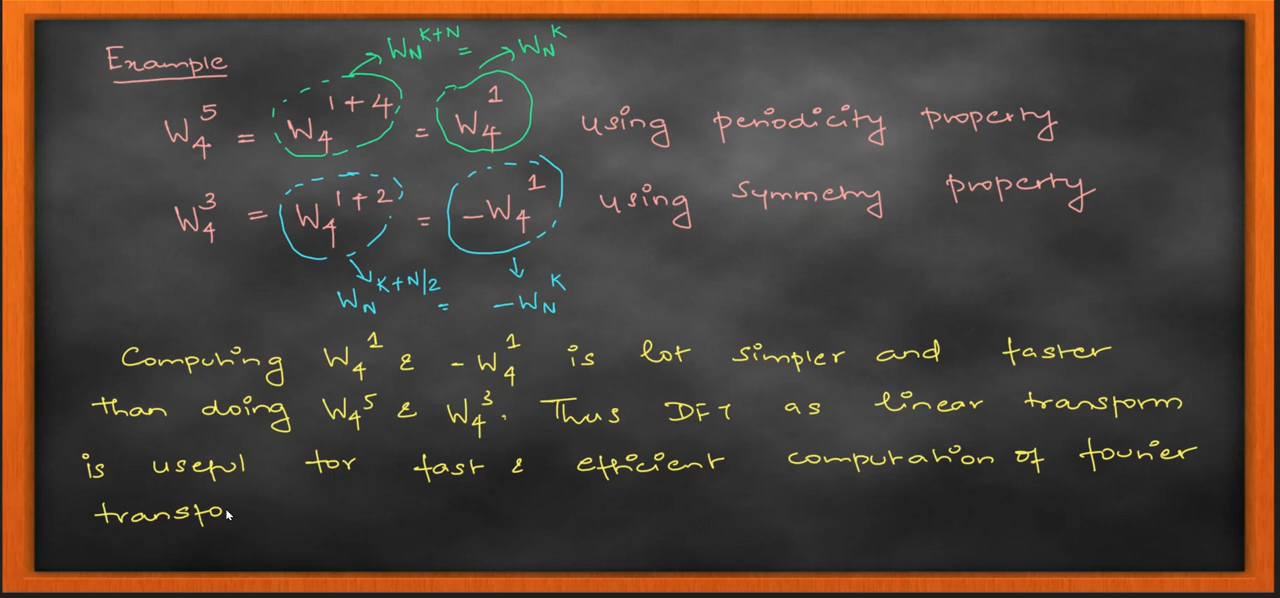 Example
W_N^{K+N} = W_N^K
W_4^5 = W_4^{1+4} = W_4^1 using periodicity property
W_4^3 = W_4^{1+2} = -W_4^1 using symmetry property
W_N^{K+N/2} = -W_N^K
Computing W_4^1 & -W_4^1 is lot simpler and faster
than doing W_4^5 & W_4^3. Thus DFT as linear transform
is useful for fast & efficient computation of fourier
transfo